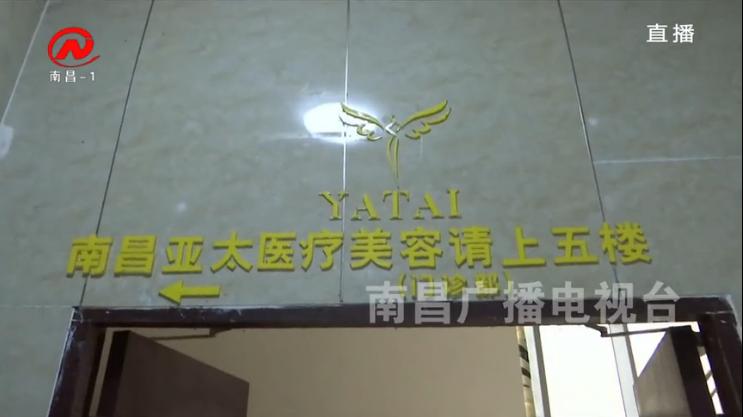 南昌-1
直播
YATAI
南昌亚太医疗美容请上五楼
(门诊部)
南昌广播电视台